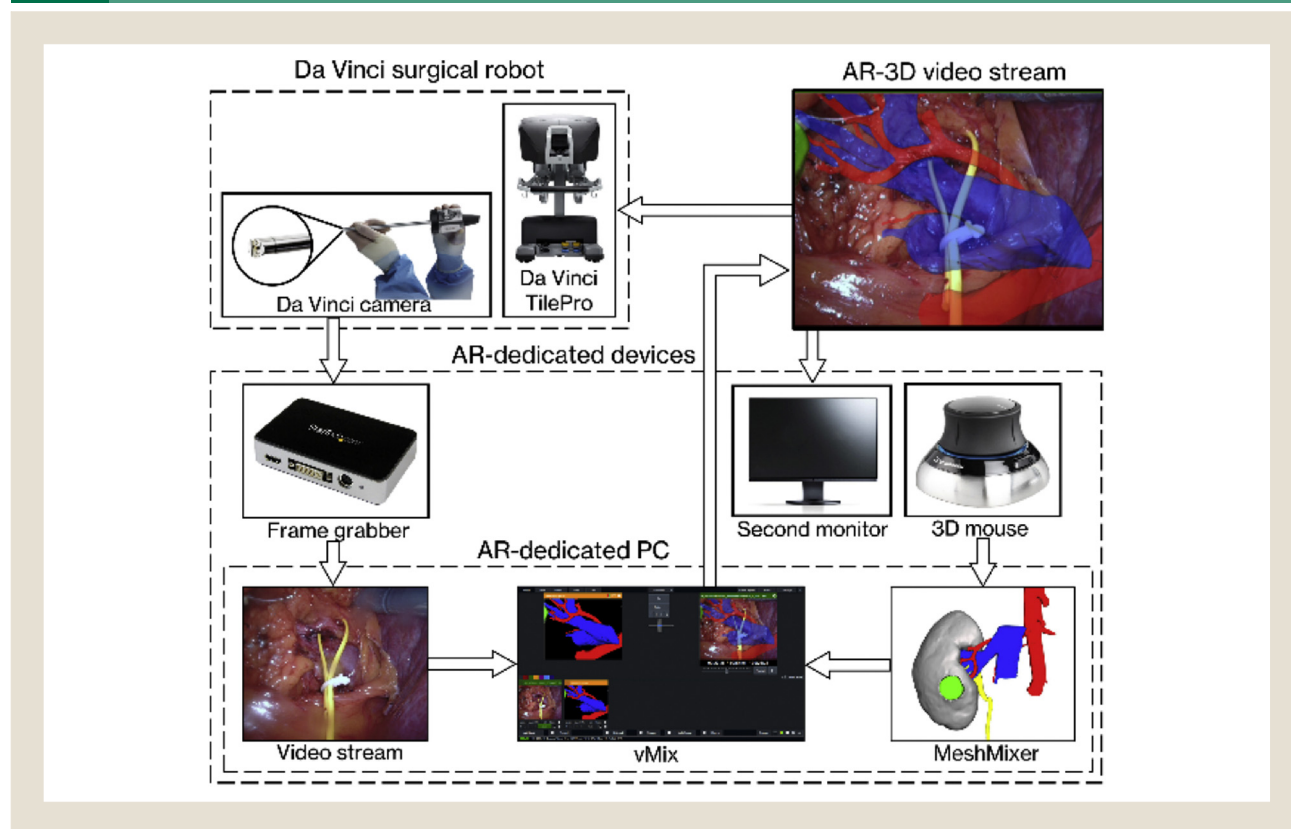 Da Vinci surgical robot
AR-3D video stream
Da Vinci
TilePro
Da Vinci camera
AR-dedicated devices
Frame grabber
Second monitor
3D mouse
AR-dedicated PC
Video stream
vMix
MeshMixer